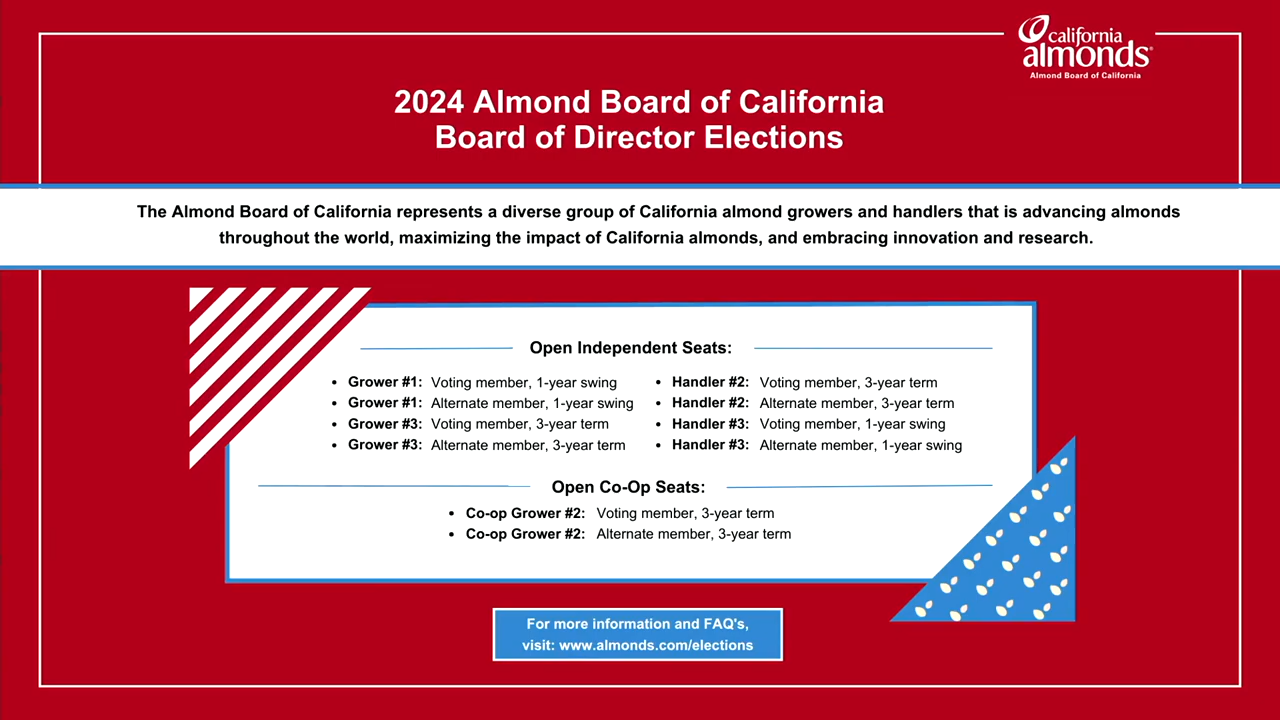 california
almonds®
Almond Board of California
2024 Almond Board of California
Board of Director Elections
The Almond Board of California represents a diverse group of California almond growers and handlers that is advancing almonds
throughout the world, maximizing the impact of California almonds, and embracing innovation and research.
Open Independent Seats:
• Grower #1: Voting member, 1-year swing
• Grower #1: Alternate member, 1-year swing
• Grower #3: Voting member, 3-year term
• Grower #3: Alternate member, 3-year term
• Handler #2: Voting member, 3-year term
• Handler #2: Alternate member, 3-year term
• Handler #3: Voting member, 1-year swing
• Handler #3: Alternate member, 1-year swing
Open Co-Op Seats:
• Co-op Grower #2: Voting member, 3-year term
• Co-op Grower #2: Alternate member, 3-year term
For more information and FAQ's,
visit: www.almonds.com/elections